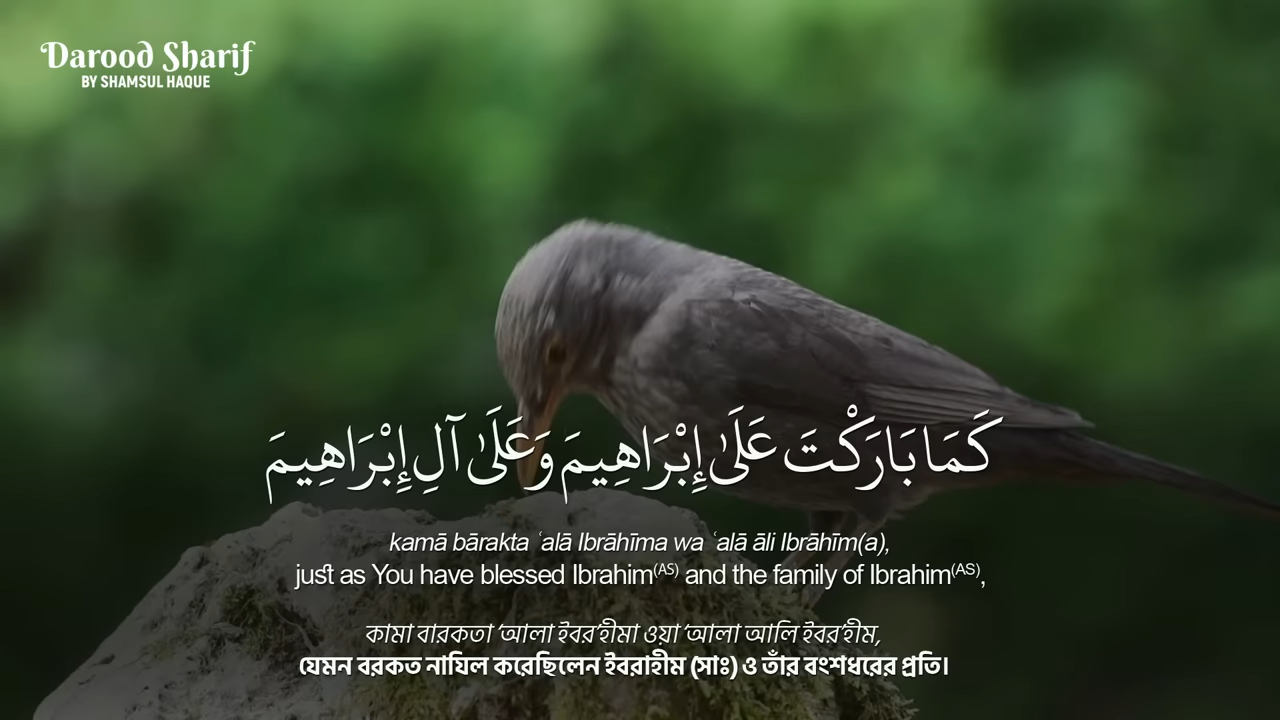 Darood Sharif
BY SHAMSUL HAQUE
كَمَا بَارَكْتَ عَلَىٰ إِبْرَاهِيمَ وَعَلَىٰ آلِ إِبْرَاهِيمَ
kamā bārakta ʿalā Ibrāhīma wa ʿalā āli Ibrāhīm(a),
just as You have blessed Ibrahim(AS) and the family of Ibrahim(AS),
কামা বারকতা ‘আলা ইবর’হীমা ওয়া ‘আলা আলি ইবর’হীম,
যেমন বরকত নাযিল করেছিলেন ইবরাহীম (সাঃ) ও তাঁর বংশধরের প্রতি।